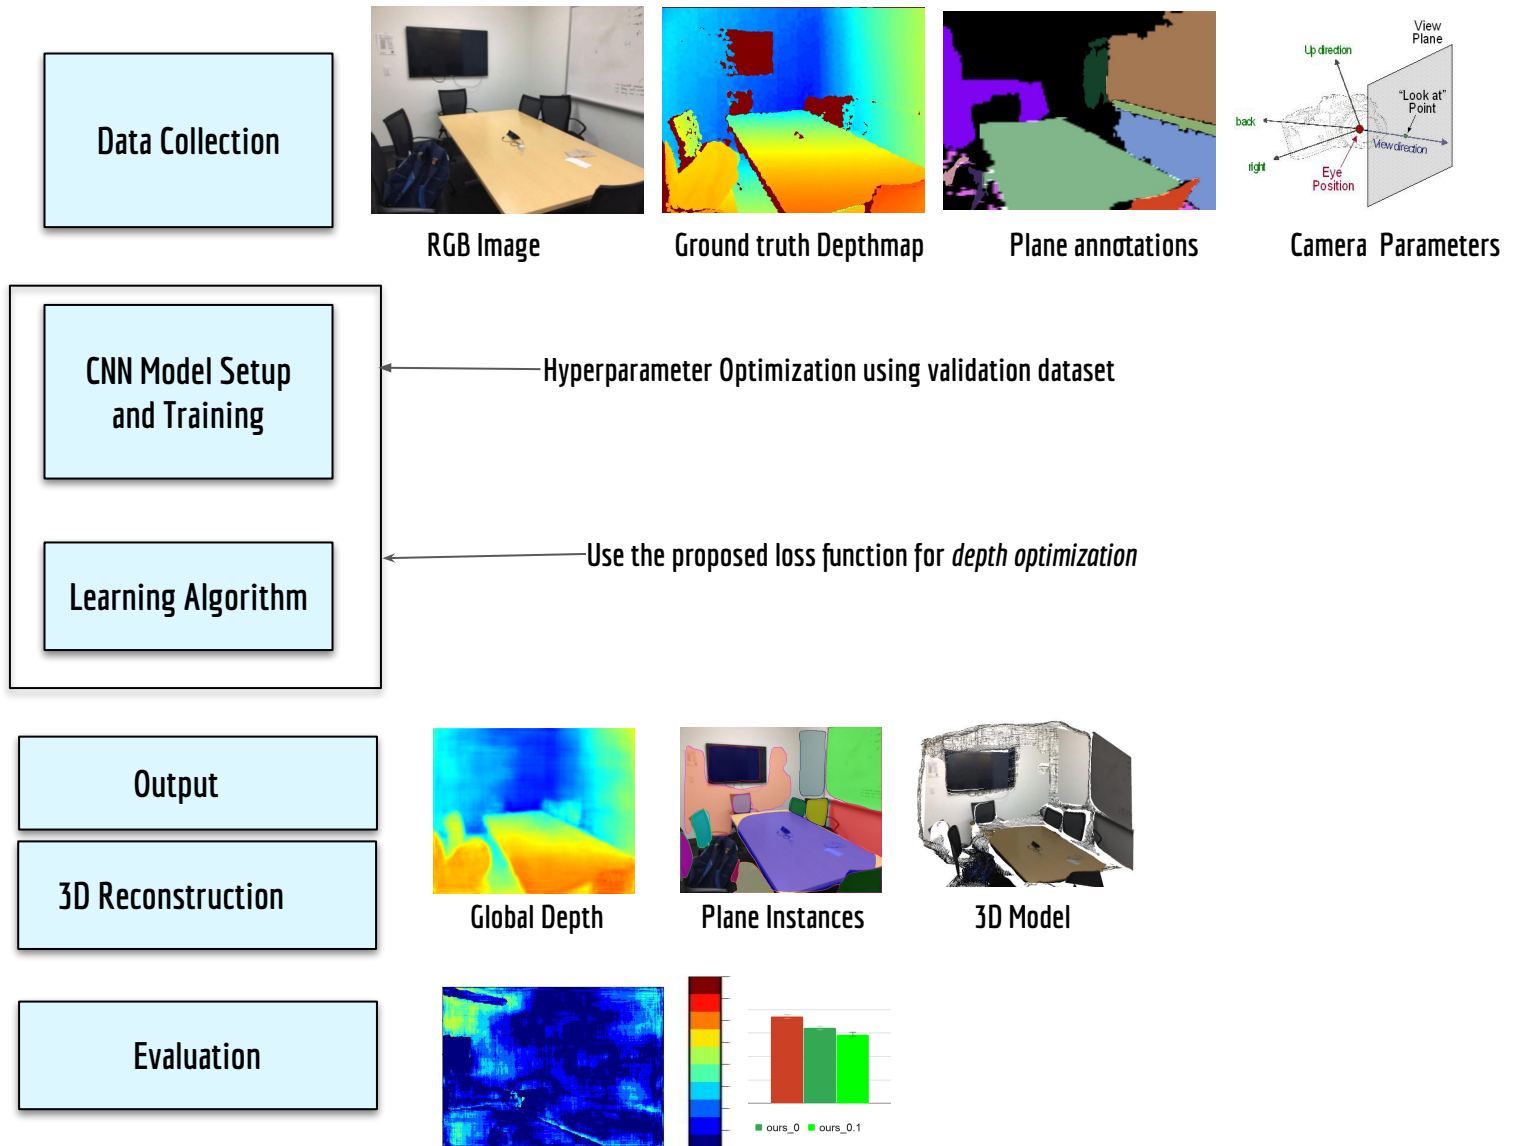 Data Collection
RGB Image
Ground truth Depthmap
Plane annotations
View
Plane
Up direction
"Look at"
Point
back
View direction
right
Eye
Position
Camera Parameters
CNN Model Setup
and Training
Hyperparameter Optimization using validation dataset
Learning Algorithm
Use the proposed loss function for depth optimization
Output
3D Reconstruction
Global Depth
Plane Instances
3D Model
Evaluation
ours_0 ours_0.1